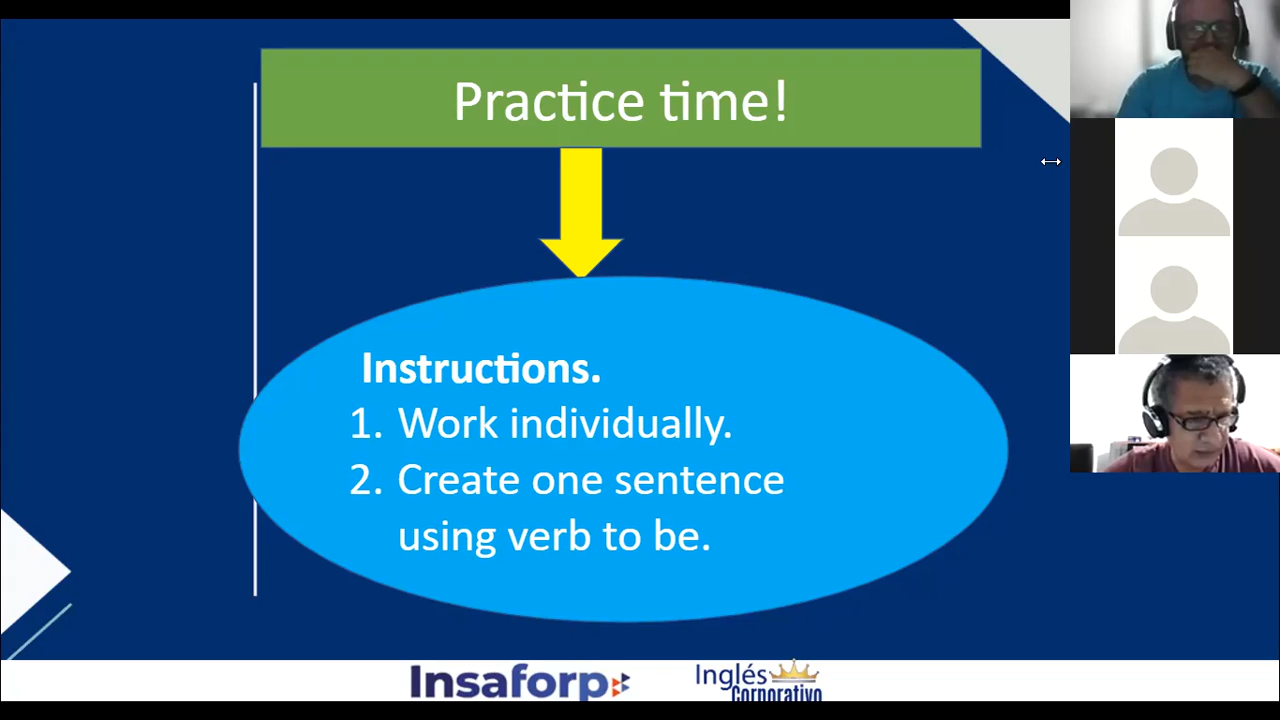 Practice time!
Instructions.
1. Work individually.
2. Create one sentence
using verb to be.
Insaforp
Inglés
Corporativo